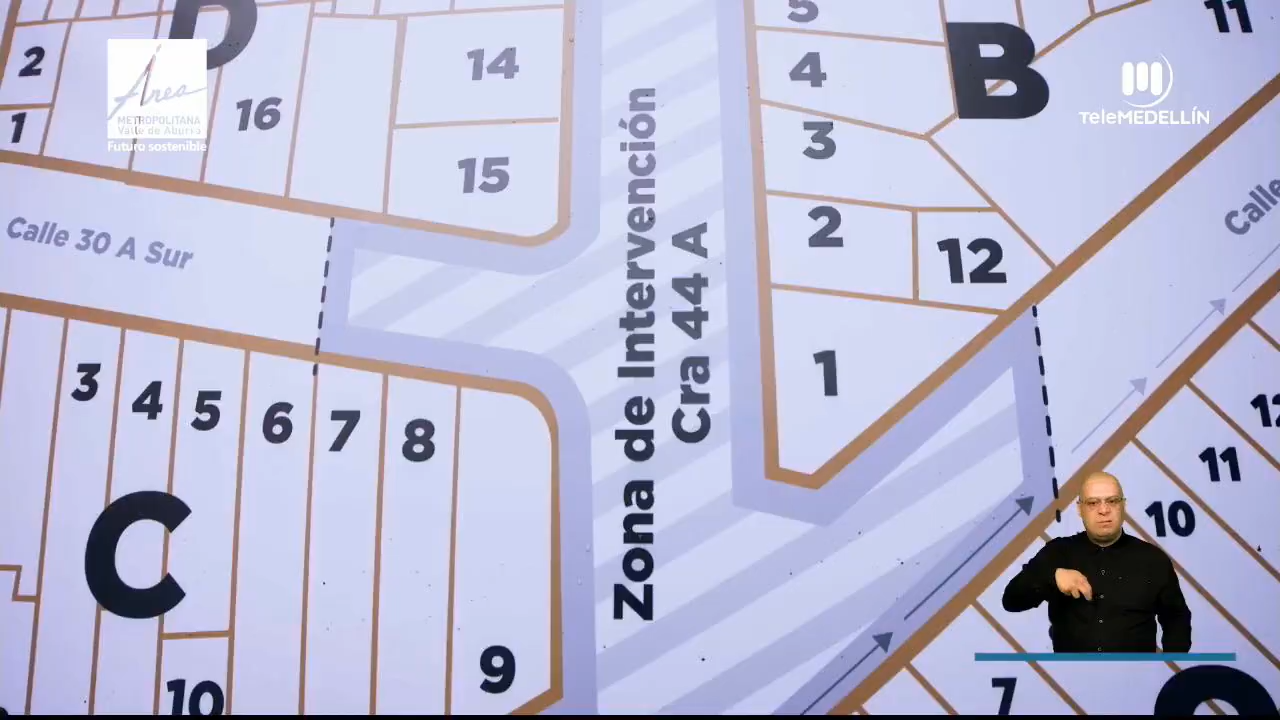 D
5
B
11
2
14
4
Área
METROPOLITANA
Valle de Aburrá
Futuro sostenible
16
TeleMEDELLÍN
1
3
15
2
12
Calle 30 A Sur
Calle
Zona de Intervención
Cra 44 A
1
3
4
5
6
7
8
12
11
10
C
9
10
7